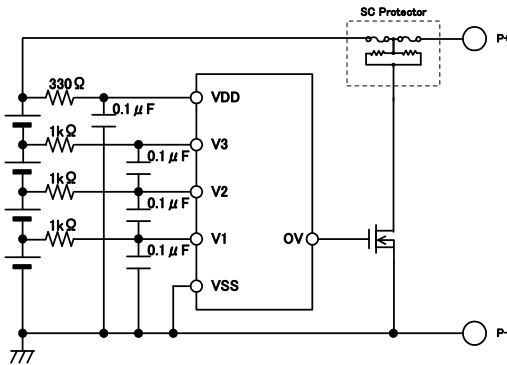 SC Protector
P+
330Ω
VDD
0.1μF
1kΩ
V3
0.1μF
1kΩ
V2
0.1μF
1kΩ
V1
OV
0.1μF
VSS
P-